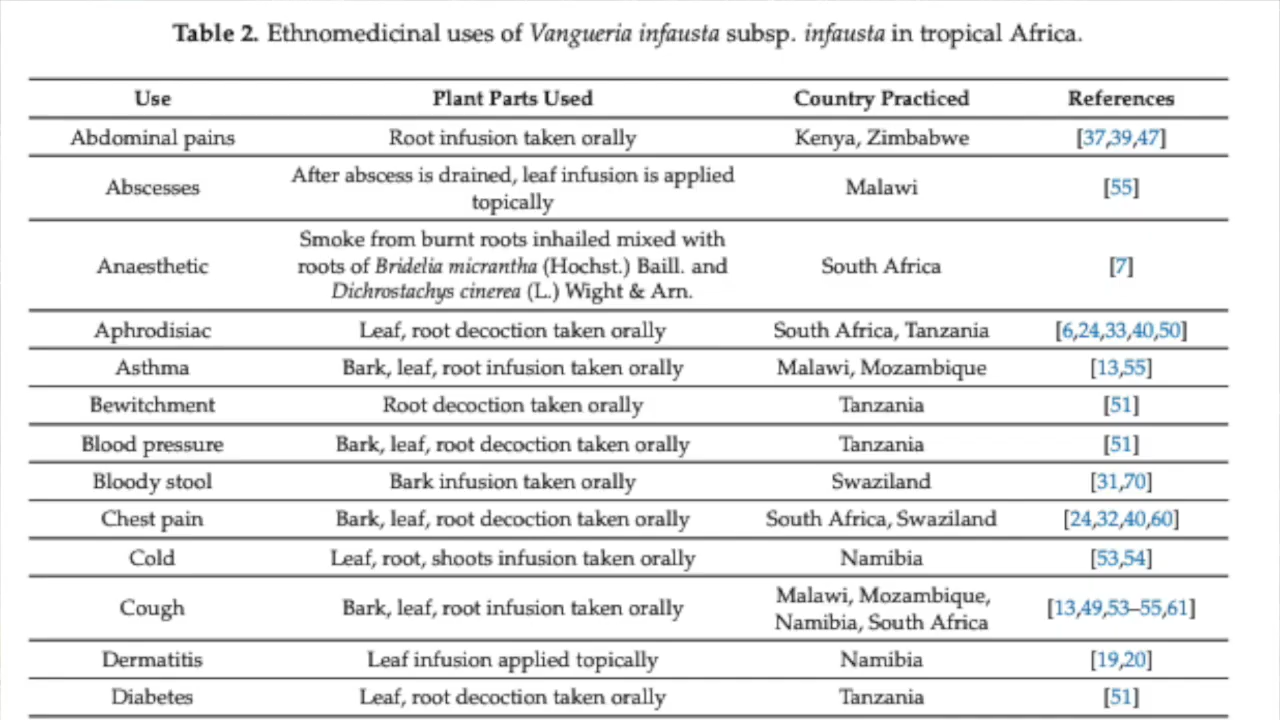 Table 2. Ethnomedicinal uses of Vangueria infausta subsp. infausta in tropical Africa.
Use Plant Parts Used Country Practiced References
Abdominal pains Root infusion taken orally Kenya, Zimbabwe [37,39,47]
Abscesses After abscess is drained, leaf infusion is applied topically Malawi [55]
Anaesthetic Smoke from burnt roots inhailed mixed with roots of Bridelia micrantha (Hochst.) Baill. and Dichrostachys cinerea (L.) Wight & Arn. South Africa [7]
Aphrodisiac Leaf, root decoction taken orally South Africa, Tanzania [6,24,33,40,50]
Asthma Bark, leaf, root infusion taken orally Malawi, Mozambique [13,55]
Bewitchment Root decoction taken orally Tanzania [51]
Blood pressure Bark, leaf, root decoction taken orally Tanzania [51]
Bloody stool Bark infusion taken orally Swaziland [31,70]
Chest pain Bark, leaf, root decoction taken orally South Africa, Swaziland [24,32,40,60]
Cold Leaf, root, shoots infusion taken orally Namibia [53,54]
Cough Bark, leaf, root infusion taken orally Malawi, Mozambique, Namibia, South Africa [13,49,53–55,61]
Dermatitis Leaf infusion applied topically Namibia [19,20]
Diabetes Leaf, root decoction taken orally Tanzania [51]